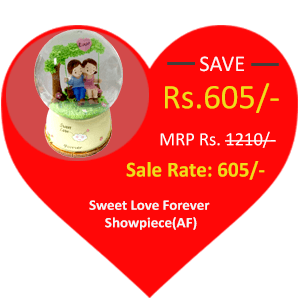 SAVE
Rs.605/-
MRP Rs. 1210/-
Sale Rate: 605/-
Sweet Love Forever
Showpiece(AF)